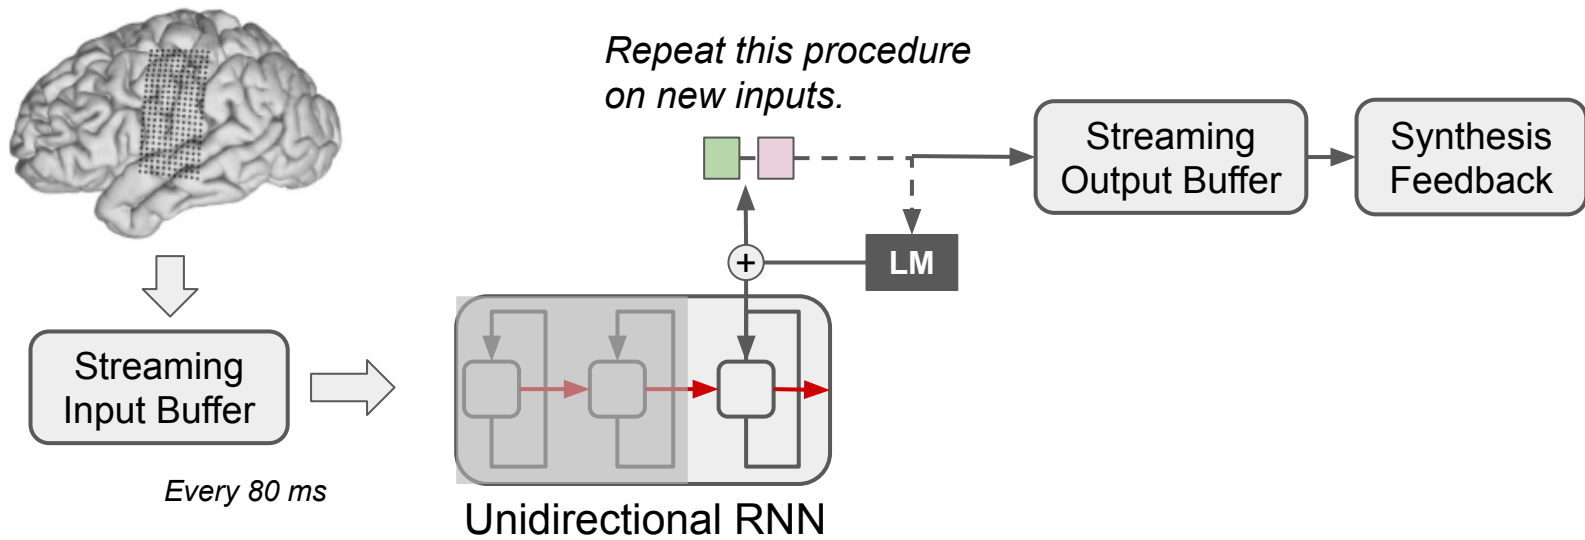 Repeat this procedure
on new inputs.
Streaming
Output Buffer
Synthesis
Feedback
+
LM
Streaming
Input Buffer
Every 80 ms
Unidirectional RNN